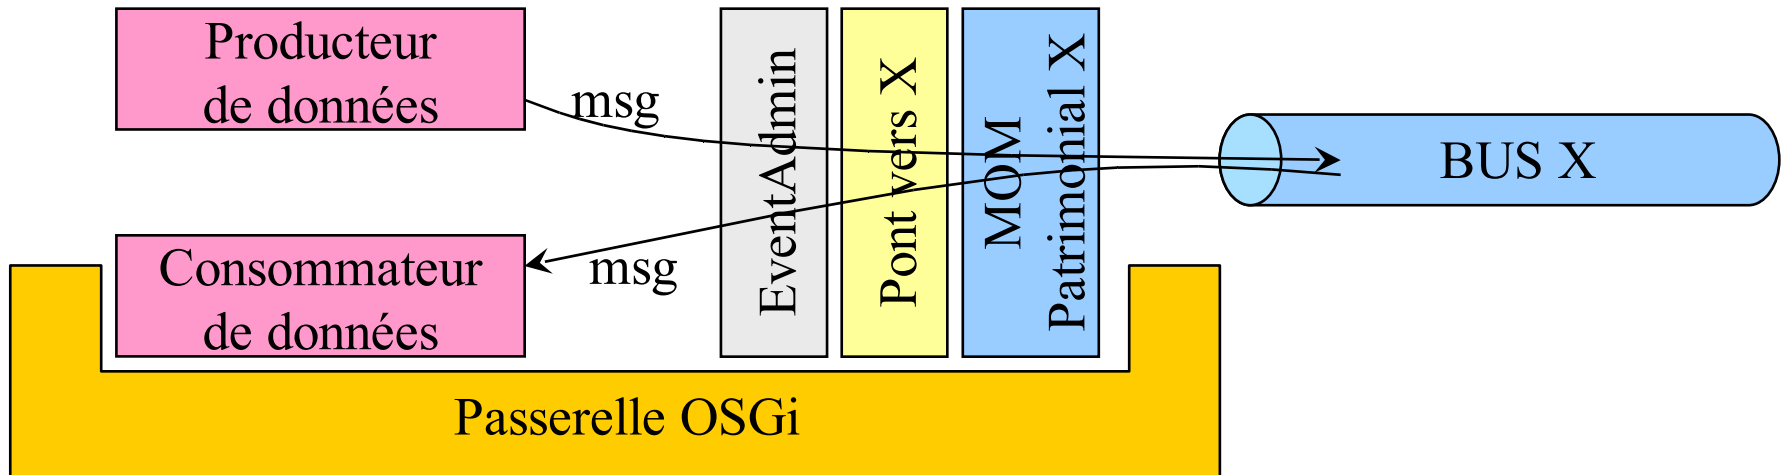 Producteur
de données
msg
EventAdmin
Pont vers X
MOM
Patrimonial X
BUS X
Consommateur
de données
msg
Passerelle OSGi